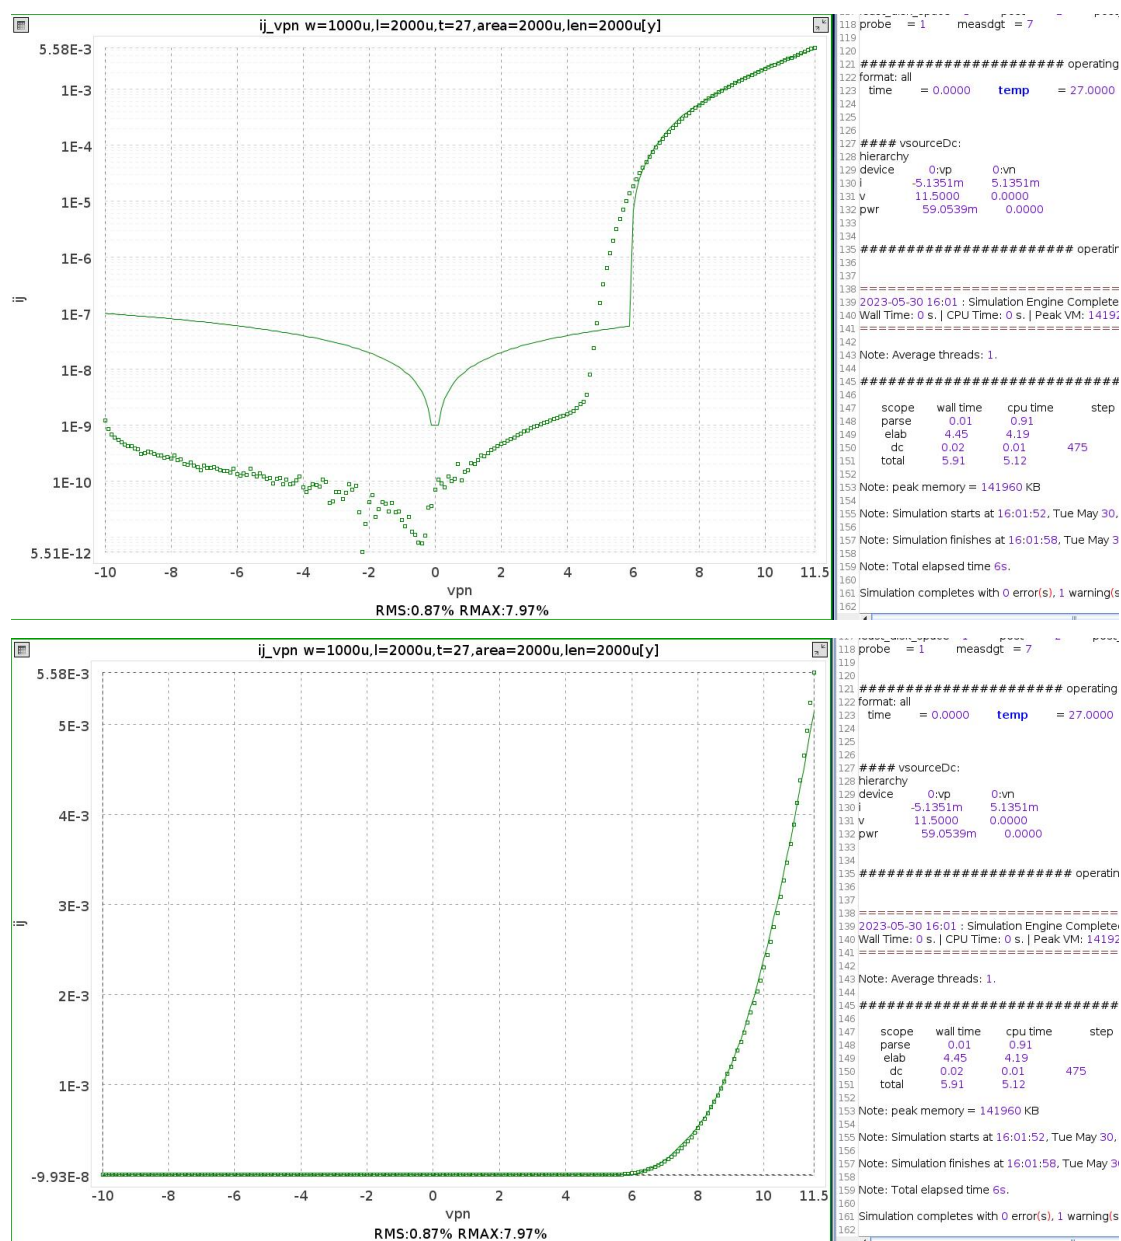 ij_vpn w=1000u,l=2000u,t=27,area=2000u,len=2000u[y]
5.58E-3
1E-3
1E-4
1E-5
1E-6
1E-7
1E-8
1E-9
1E-10
5.51E-12
ij
-10 -8 -6 -4 -2 0 2 4 6 8 10 11.5
vpn
RMS:0.87% RMAX:7.97%
118 probe = 1 measdgt = 7
119
120
121 ###################### operating
122 format: all
123 time = 0.0000 temp = 27.0000
124
125
126
127 #### vsourceDc:
128 hierarchy
129 device 0:vp 0:vn
130 i -5.1351m 5.1351m
131 v 11.5000 0.0000
132 pwr 59.0539m 0.0000
133
134
135 ####################### operatin
136
137
138 ============================
139 2023-05-30 16:01 : Simulation Engine Complete
140 Wall Time: 0 s. | CPU Time: 0 s. | Peak VM: 14192
141 ============================
142
143 Note: Average threads: 1.
144
145 ############################
146
147 scope wall time cpu time step
148 parse 0.01 0.91
149 elab 4.45 4.19
150 dc 0.02 0.01 475
151 total 5.91 5.12
152
153 Note: peak memory = 141960 KB
154
155 Note: Simulation starts at 16:01:52, Tue May 30,
156
157 Note: Simulation finishes at 16:01:58, Tue May 3
158
159 Note: Total elapsed time 6s.
160
161 Simulation completes with 0 error(s), 1 warning(s
162
ij_vpn w=1000u,l=2000u,t=27,area=2000u,len=2000u[y]
5.58E-3
5E-3
4E-3
3E-3
2E-3
1E-3
-9.93E-8
ij
-10 -8 -6 -4 -2 0 2 4 6 8 10 11.5
vpn
RMS:0.87% RMAX:7.97%
118 probe = 1 measdgt = 7
119
120
121 ###################### operating
122 format: all
123 time = 0.0000 temp = 27.0000
124
125
126
127 #### vsourceDc:
128 hierarchy
129 device 0:vp 0:vn
130 i -5.1351m 5.1351m
131 v 11.5000 0.0000
132 pwr 59.0539m 0.0000
133
134
135 ####################### operatin
136
137
138 ============================
139 2023-05-30 16:01 : Simulation Engine Complete
140 Wall Time: 0 s. | CPU Time: 0 s. | Peak VM: 14192
141 ============================
142
143 Note: Average threads: 1.
144
145 ############################
146
147 scope wall time cpu time step
148 parse 0.01 0.91
149 elab 4.45 4.19
150 dc 0.02 0.01 475
151 total 5.91 5.12
152
153 Note: peak memory = 141960 KB
154
155 Note: Simulation starts at 16:01:52, Tue May 30,
156
157 Note: Simulation finishes at 16:01:58, Tue May 3
158
159 Note: Total elapsed time 6s.
160
161 Simulation completes with 0 error(s), 1 warning(s
162